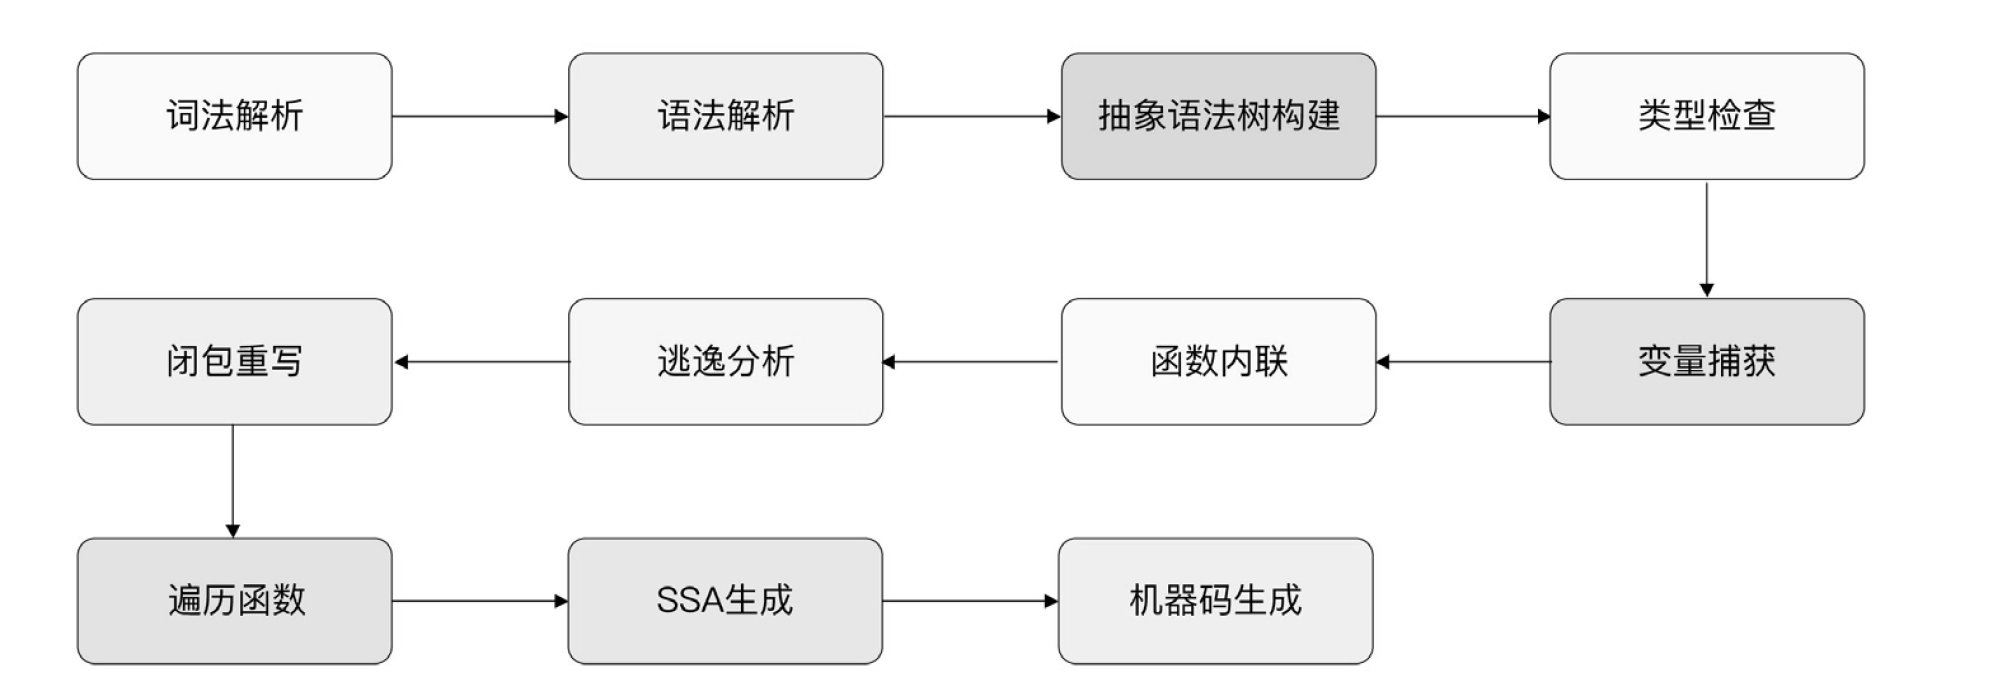 词法解析
语法解析
抽象语法树构建
类型检查
变量捕获
函数内联
逃逸分析
闭包重写
遍历函数
SSA生成
机器码生成